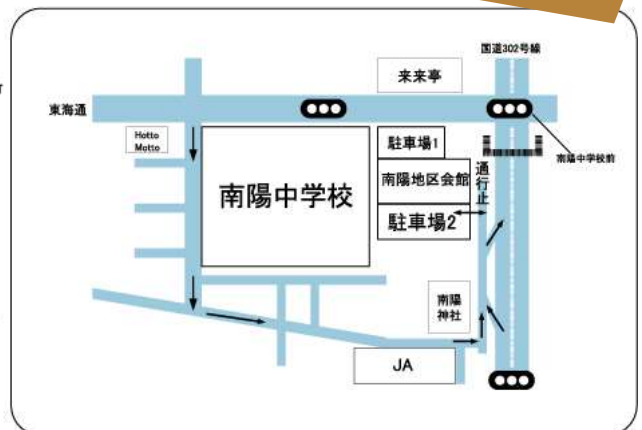 国道302号線
来来亭
東海通
Hotto
Motto
駐車場1
南陽中学校前
南陽中学校
南陽地区会館
通行止
駐車場2
南陽
神社
JA